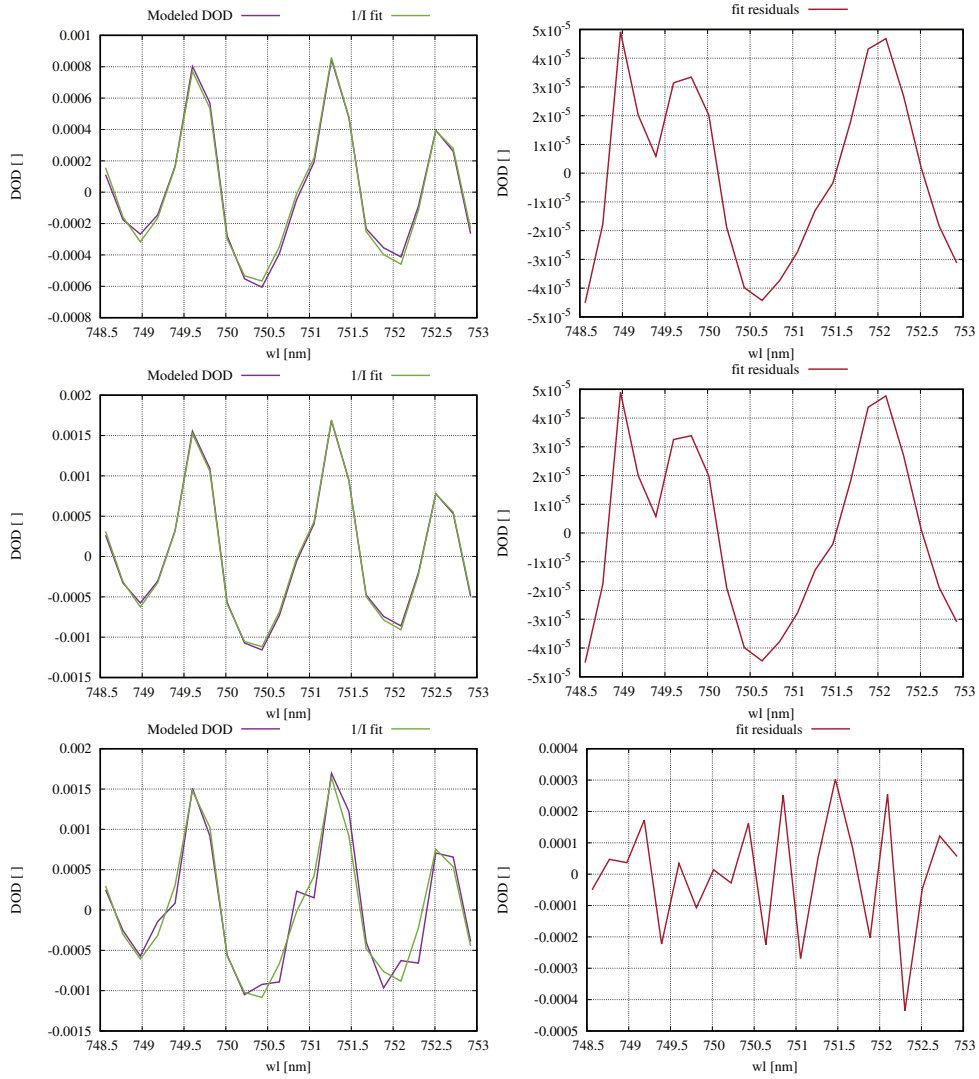 Modeled DOD
1/I fit
0.001
0.0008
0.0006
0.0004
0.0002
0
-0.0002
-0.0004
-0.0006
-0.0008
DOD [ ]
748.5 749 749.5 750 750.5 751 751.5 752 752.5 753
wl [nm]
fit residuals
5x10⁻⁵
4x10⁻⁵
3x10⁻⁵
2x10⁻⁵
1x10⁻⁵
0
-1x10⁻⁵
-2x10⁻⁵
-3x10⁻⁵
-4x10⁻⁵
-5x10⁻⁵
DOD [ ]
748.5 749 749.5 750 750.5 751 751.5 752 752.5 753
wl [nm]
Modeled DOD
1/I fit
0.002
0.0015
0.001
0.0005
0
-0.0005
-0.001
-0.0015
DOD [ ]
748.5 749 749.5 750 750.5 751 751.5 752 752.5 753
wl [nm]
fit residuals
5x10⁻⁵
4x10⁻⁵
3x10⁻⁵
2x10⁻⁵
1x10⁻⁵
0
-1x10⁻⁵
-2x10⁻⁵
-3x10⁻⁵
-4x10⁻⁵
-5x10⁻⁵
DOD [ ]
748.5 749 749.5 750 750.5 751 751.5 752 752.5 753
wl [nm]
Modeled DOD
1/I fit
0.002
0.0015
0.001
0.0005
0
-0.0005
-0.001
-0.0015
DOD [ ]
748.5 749 749.5 750 750.5 751 751.5 752 752.5 753
wl [nm]
fit residuals
0.0004
0.0003
0.0002
0.0001
0
-0.0001
-0.0002
-0.0003
-0.0004
-0.0005
DOD [ ]
748.5 749 749.5 750 750.5 751 751.5 752 752.5 753
wl [nm]